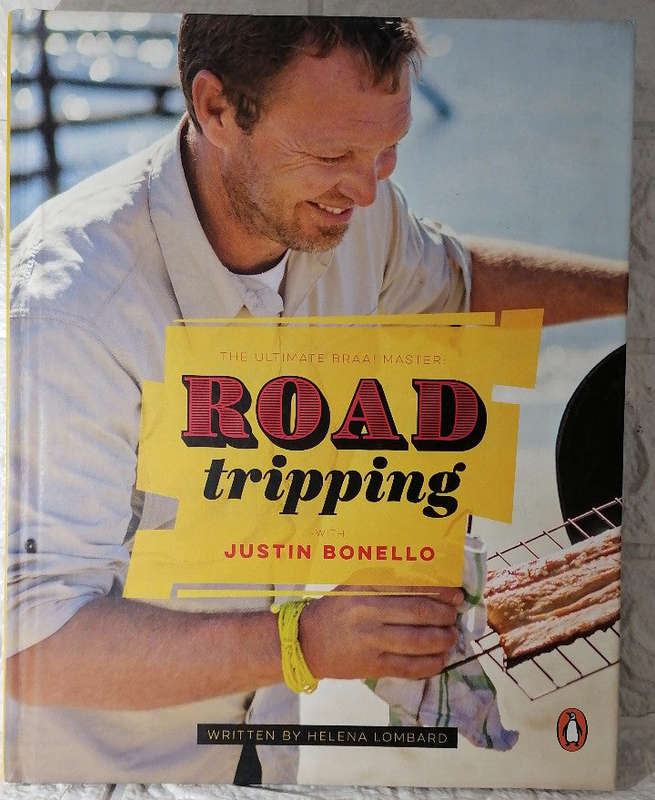 THE ULTIMATE BRAAI MASTER:
ROAD
tripping
-WITH-
JUSTIN BONELLO
WRITTEN BY HELENA LOMBARD